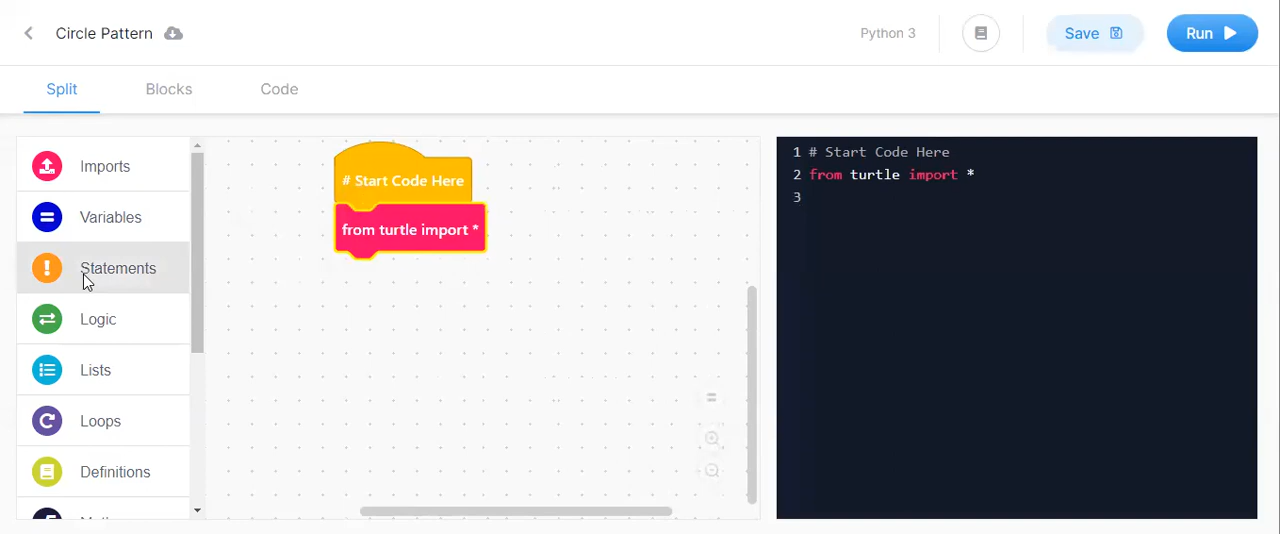 Circle Pattern
Python 3
Save
Run
Split
Blocks
Code
Imports
Variables
Statements
Logic
Lists
Loops
Definitions
# Start Code Here
from turtle import *
1 # Start Code Here
2 from turtle import *
3